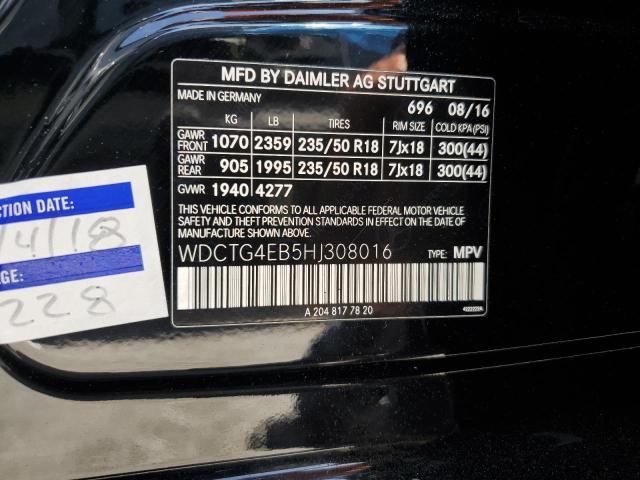 MFD BY DAIMLER AG STUTTGART
MADE IN GERMANY
696 08/16
KG LB TIRES RIM SIZE COLD KPA (PSI)
GAWR FRONT 1070 2359 235/50 R18 7Jx18 300(44)
GAWR REAR 905 1995 235/50 R18 7Jx18 300(44)
GVWR 1940 4277
THIS VEHICLE CONFORMS TO ALL APPLICABLE FEDERAL MOTOR VEHICLE
SAFETY AND THEFT PREVENTION STANDARDS IN EFFECT ON THE DATE OF
MANUFACTURE SHOWN ABOVE.
WDCTG4EB5HJ308016 TYPE: MPV
A 204 817 78 20
CTION DATE:
/4/18
GE:
228